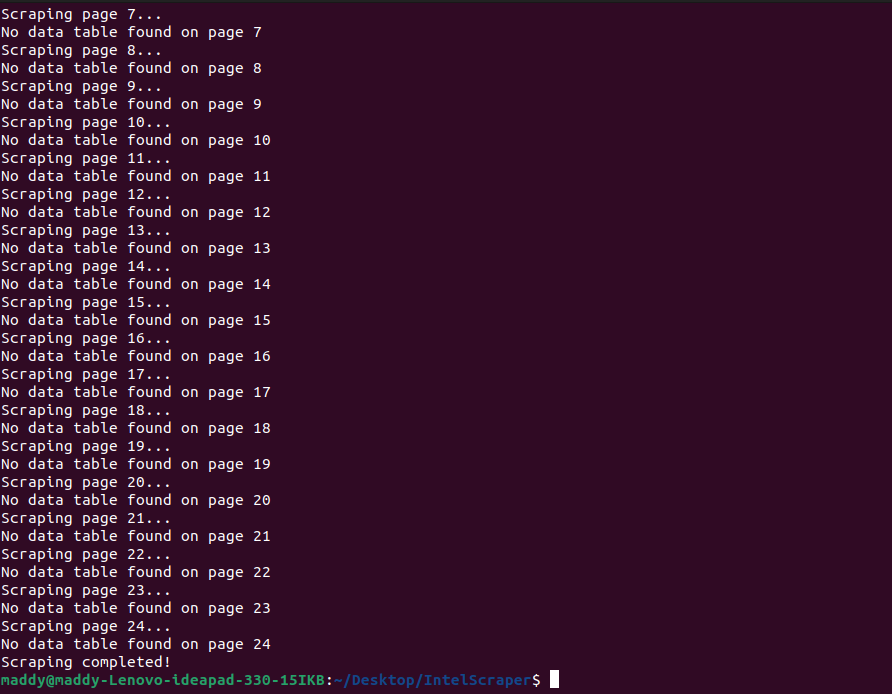 Scraping page 7...
No data table found on page 7
Scraping page 8...
No data table found on page 8
Scraping page 9...
No data table found on page 9
Scraping page 10...
No data table found on page 10
Scraping page 11...
No data table found on page 11
Scraping page 12...
No data table found on page 12
Scraping page 13...
No data table found on page 13
Scraping page 14...
No data table found on page 14
Scraping page 15...
No data table found on page 15
Scraping page 16...
No data table found on page 16
Scraping page 17...
No data table found on page 17
Scraping page 18...
No data table found on page 18
Scraping page 19...
No data table found on page 19
Scraping page 20...
No data table found on page 20
Scraping page 21...
No data table found on page 21
Scraping page 22...
No data table found on page 22
Scraping page 23...
No data table found on page 23
Scraping page 24...
No data table found on page 24
Scraping completed!
maddy@maddy-Lenovo-ideapad-330-15IKB:~/Desktop/IntelScraper$